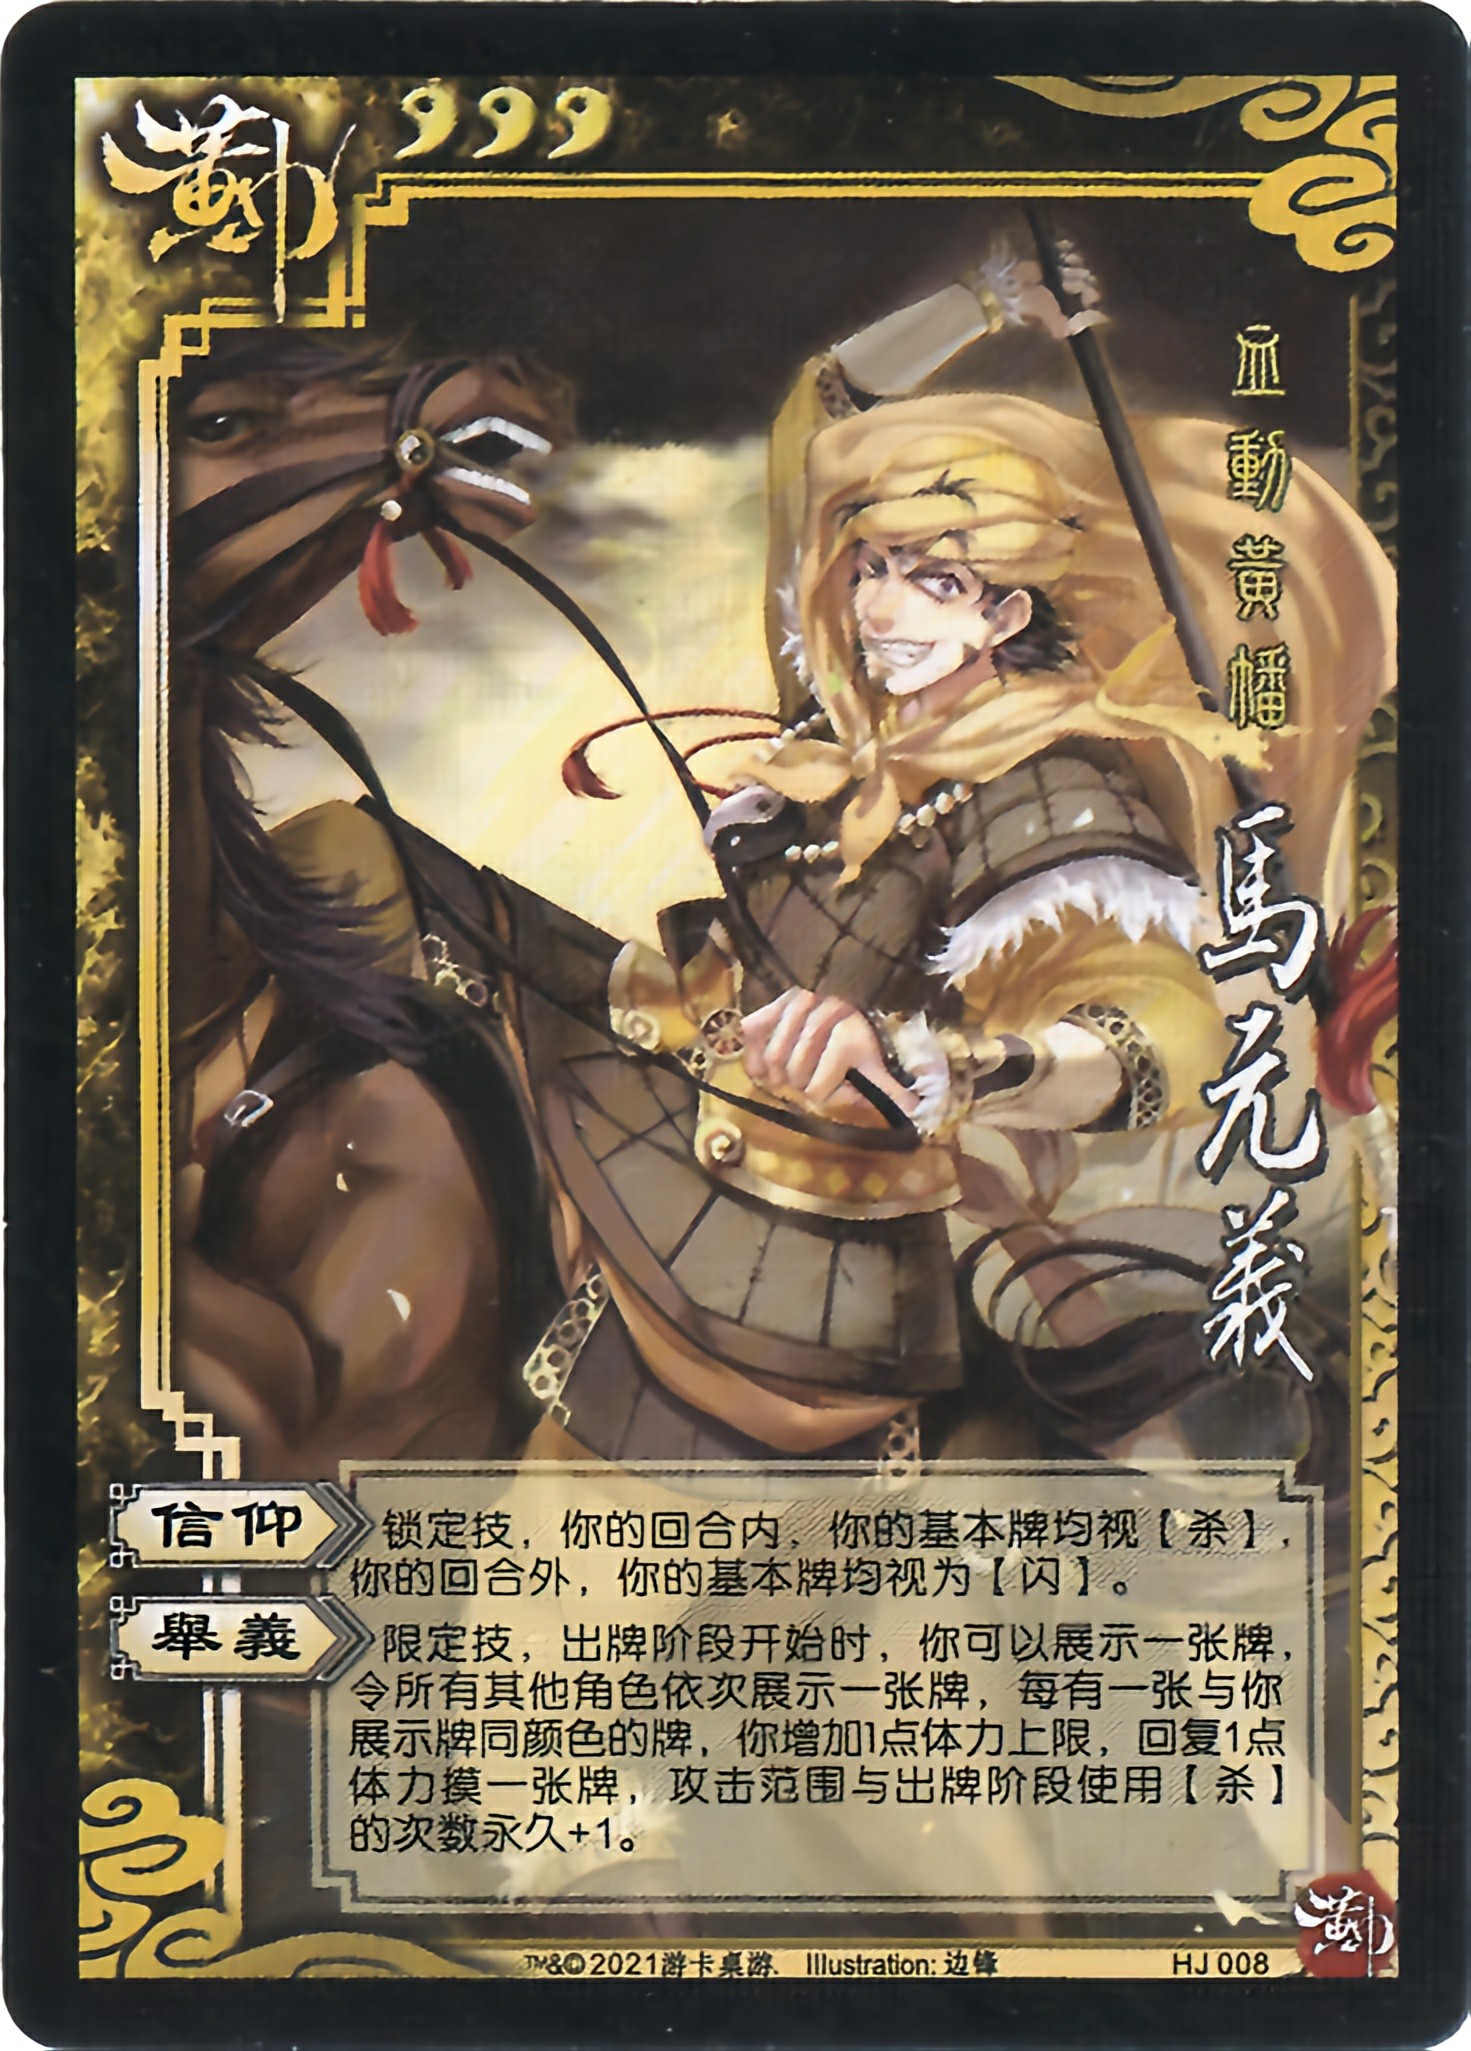 黄巾
血動黃幡
馬元義
信仰
锁定技，你的回合内，你的基本牌均视【杀】，
你的回合外，你的基本牌均视为【闪】。
舉義
限定技，出牌阶段开始时，你可以展示一张牌，
令所有其他角色依次展示一张牌，每有一张与你
展示牌同颜色的牌，你增加1点体力上限，回复1点
体力摸一张牌，攻击范围与出牌阶段使用【杀】
的次数永久+1。
™&©2021游卡桌游. Illustration: 边锋
HJ 008
黄巾